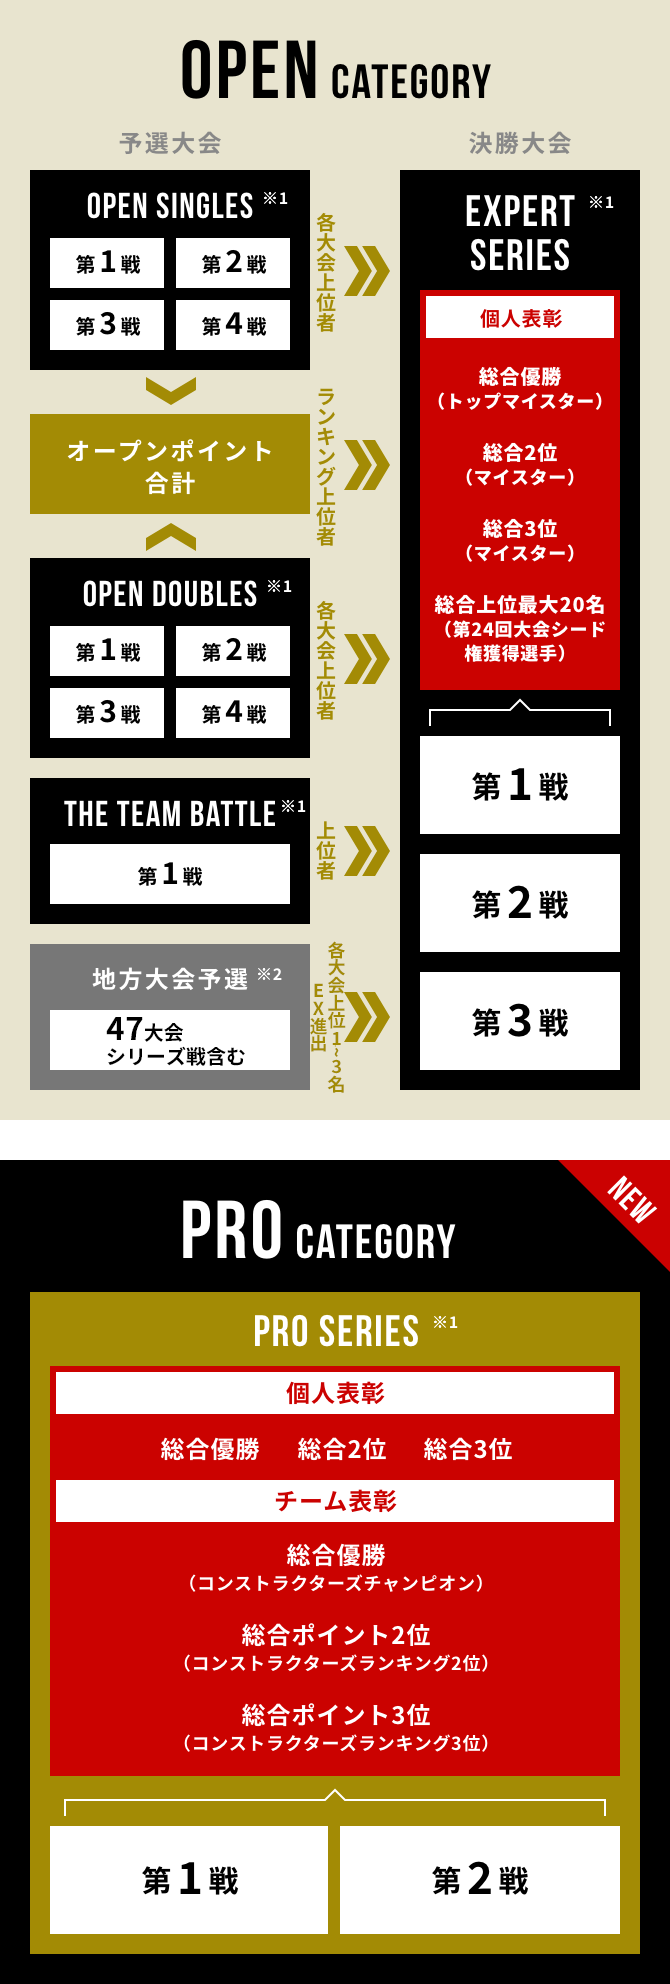 OPEN CATEGORY
予選大会
決勝大会
OPEN SINGLES ※1
第1戦
第2戦
第3戦
第4戦
各大会上位者
オープンポイント
合計
ランキング上位者
OPEN DOUBLES ※1
第1戦
第2戦
第3戦
第4戦
各大会上位者
THE TEAM BATTLE ※1
第1戦
上位者
地方大会予選 ※2
47大会
シリーズ戦含む
各大会上位1~3名
EX進出
EXPERT ※1
SERIES
個人表彰
総合優勝
（トップマイスター）
総合2位
（マイスター）
総合3位
（マイスター）
総合上位最大20名
（第24回大会シード
権獲得選手）
第1戦
第2戦
第3戦
NEW
PRO CATEGORY
PRO SERIES ※1
個人表彰
総合優勝 総合2位 総合3位
チーム表彰
総合優勝
（コンストラクターズチャンピオン）
総合ポイント2位
（コンストラクターズランキング2位）
総合ポイント3位
（コンストラクターズランキング3位）
第1戦
第2戦